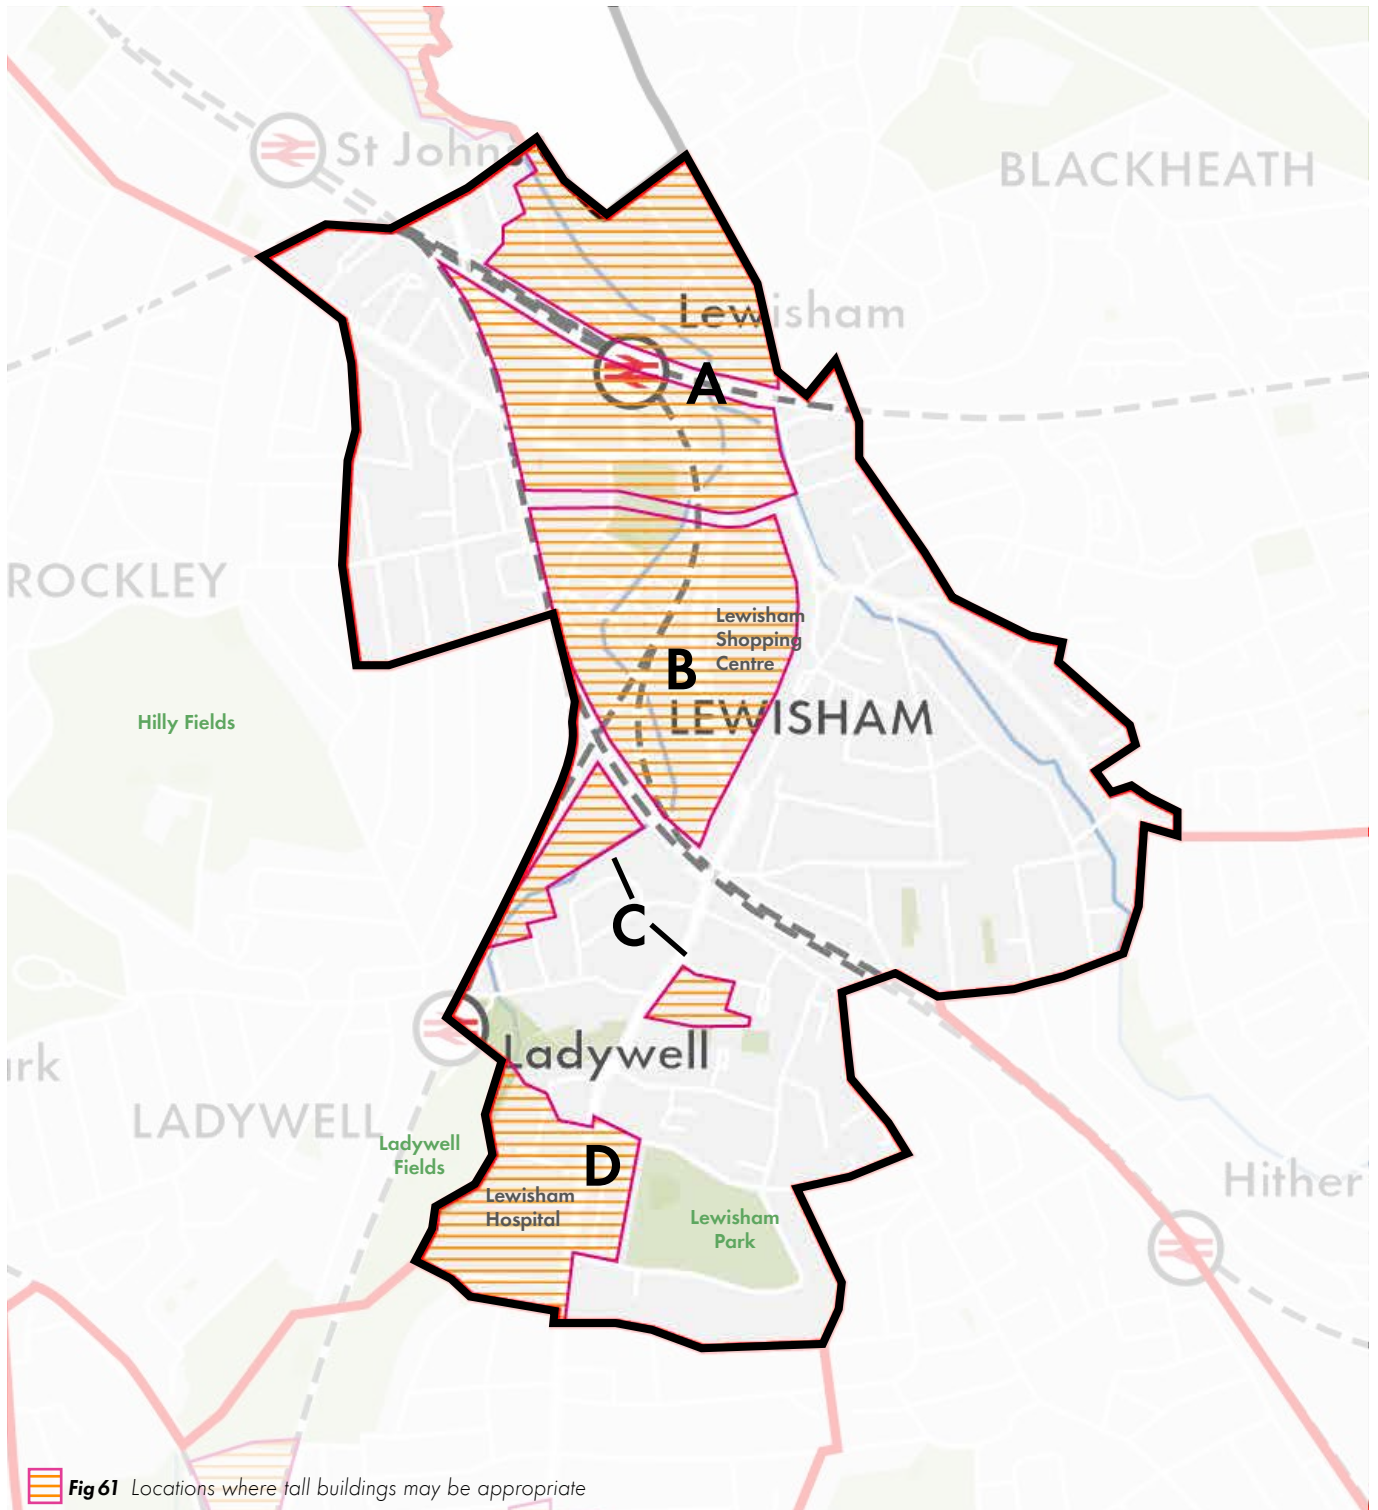 St Johns
BLACKHEATH
Lewisham
A
ROCKLEY
Lewisham
Shopping
Centre
B
LEWISHAM
Hilly Fields
C
Ladywell
ark
LADYWELL
Ladywell
Fields
D
Lewisham
Hospital
Lewisham
Park
Hither
Fig 61 Locations where tall buildings may be appropriate